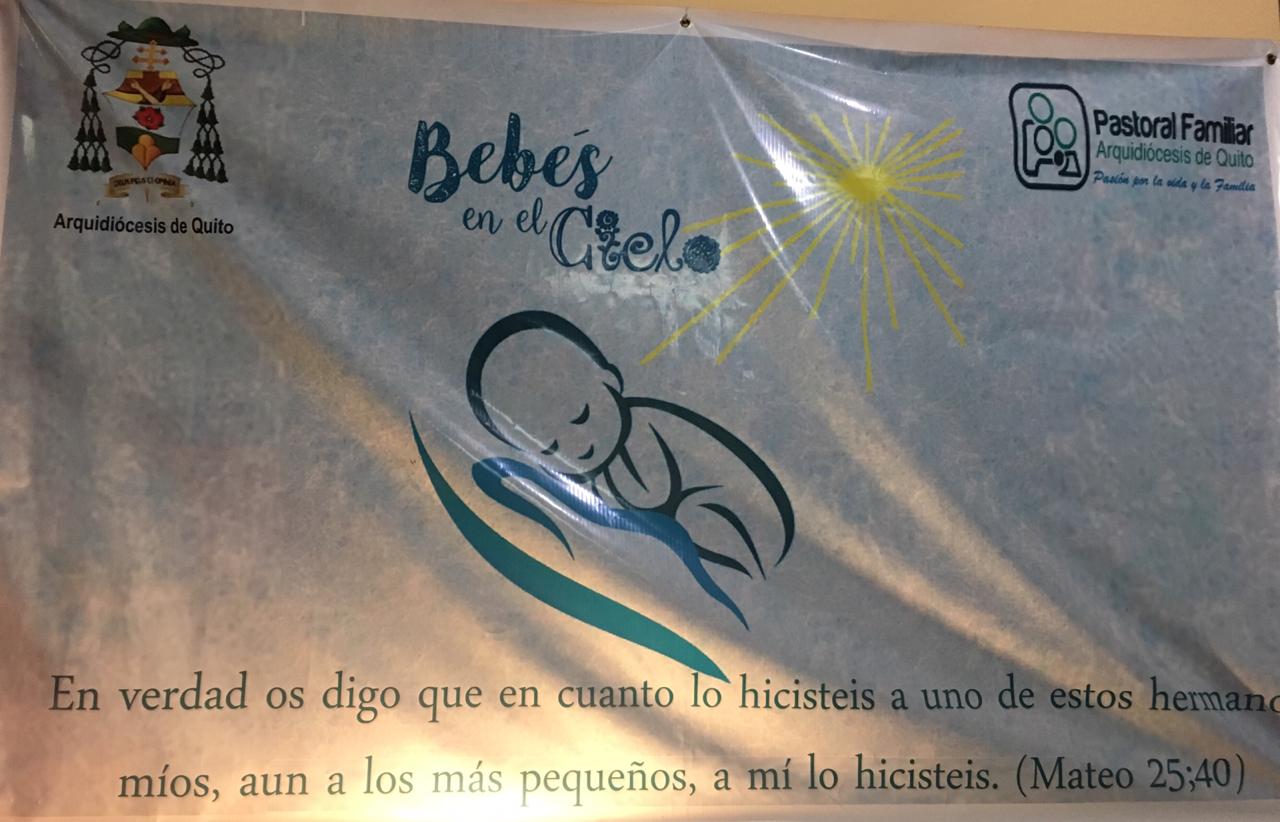 Arquidiócesis de Quito
Bebés
en el Cielo
Pastoral Familiar
Arquidiócesis de Quito
Pasión por la vida y la Familia
En verdad os digo que en cuanto lo hicisteis a uno de estos hermano
míos, aun a los más pequeños, a mí lo hicisteis. (Mateo 25;40)